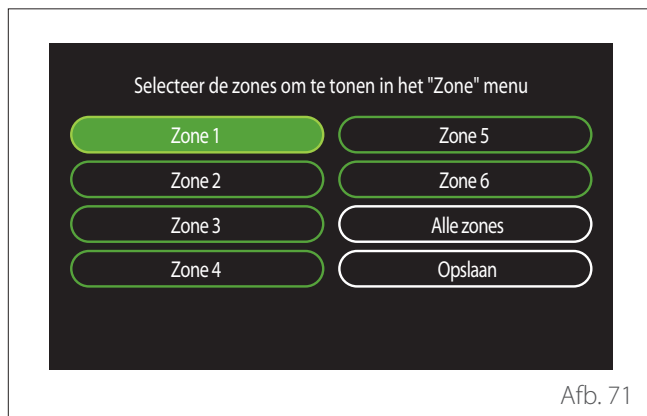 Selecteer de zones om te tonen in het "Zone" menu
Zone 1
Zone 5
Zone 2
Zone 6
Zone 3
Alle zones
Zone 4
Opslaan
Afb. 71